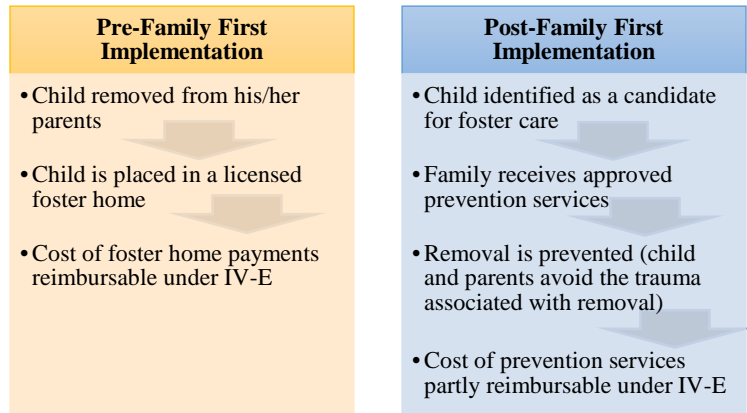 Pre-Family First
Implementation
• Child removed from his/her
parents
• Child is placed in a licensed
foster home
• Cost of foster home payments
reimbursable under IV-E
Post-Family First
Implementation
• Child identified as a candidate
for foster care
• Family receives approved
prevention services
• Removal is prevented (child
and parents avoid the trauma
associated with removal)
• Cost of prevention services
partly reimbursable under IV-E